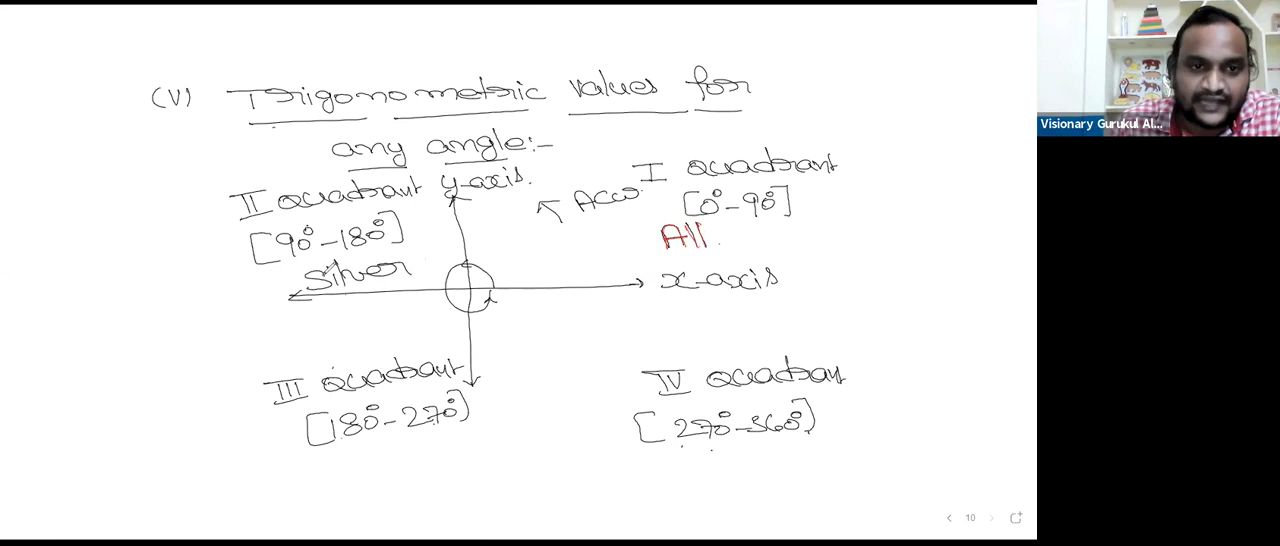 (V) Trigonometric values for
any angle:-
II quadrant
[90°-180°]
Silver
y-axis.
ACW
I quadrant
[0°-90°]
All
x-axis
III quadrant
[180°-270°]
IV quadrant
[270°-360°]
Visionary Gurukul Al...
10